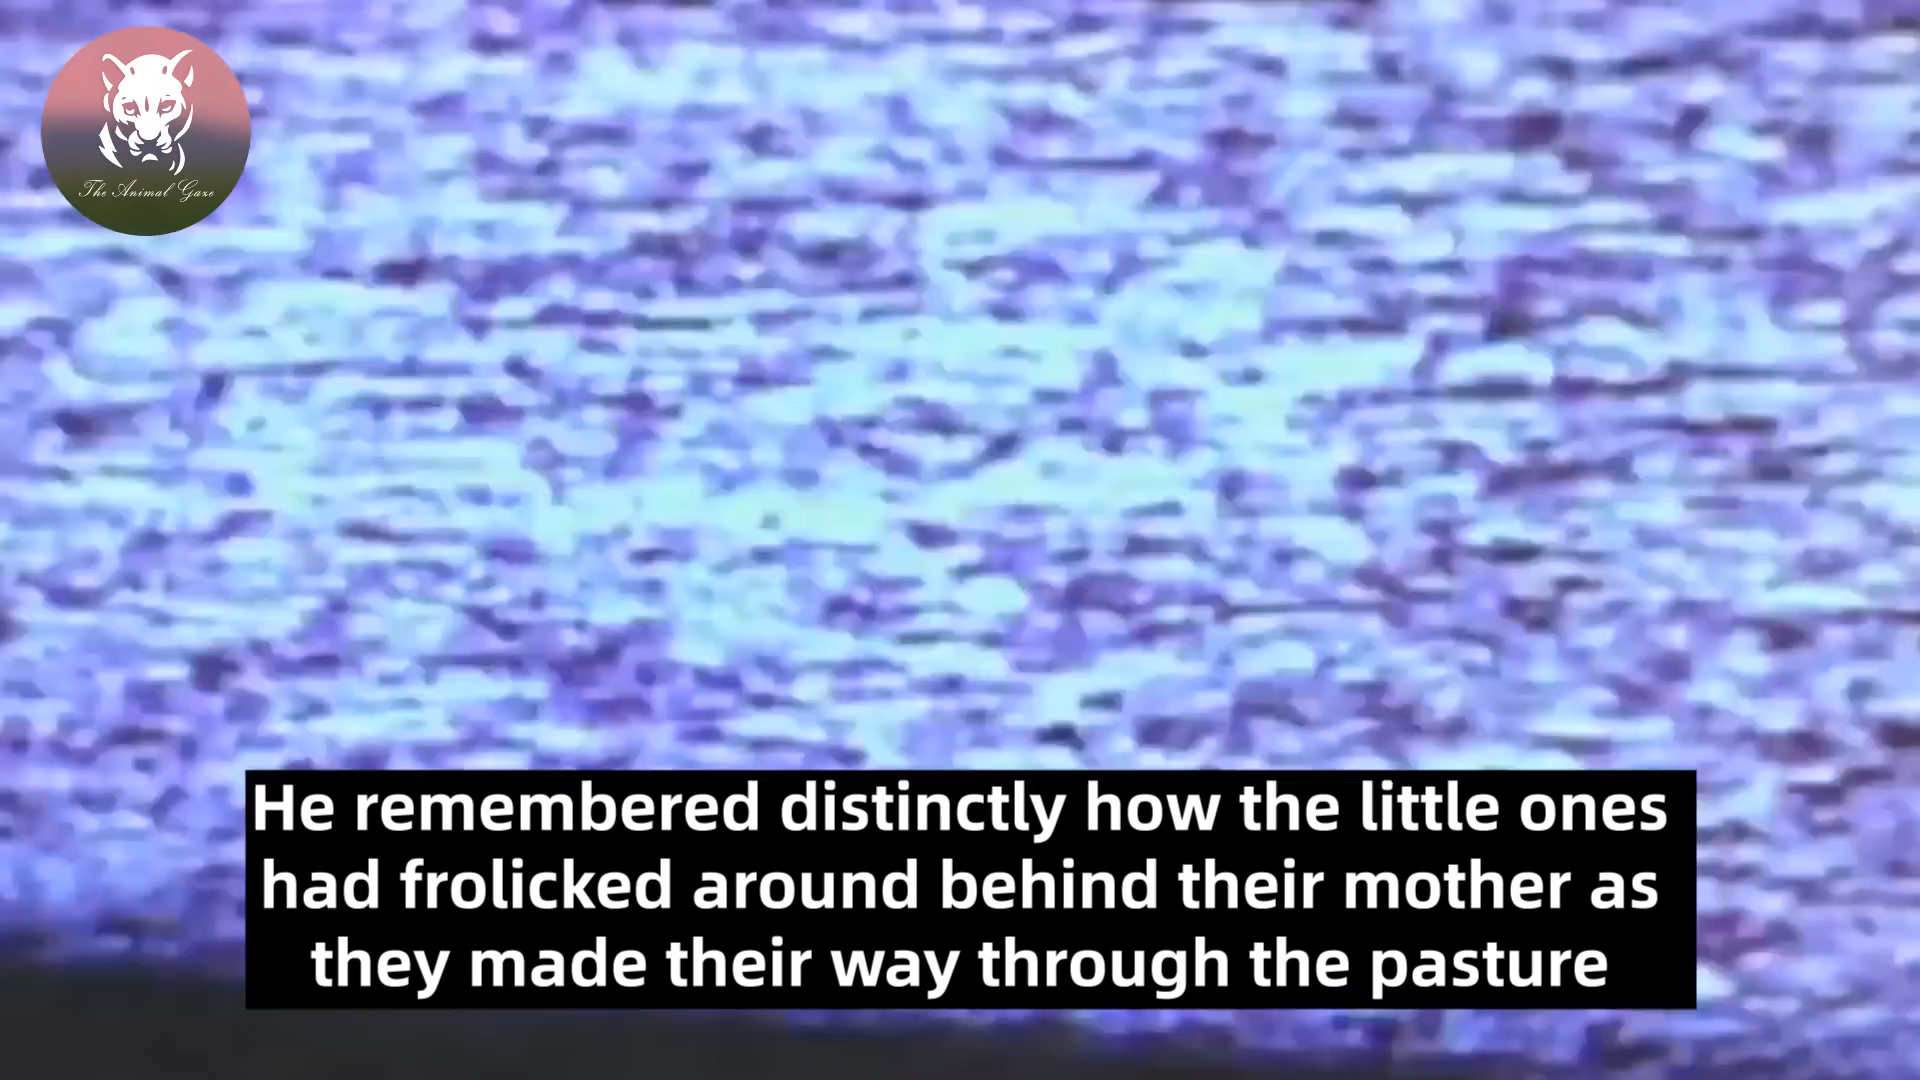 The Animal Gaze
He remembered distinctly how the little ones
had frolicked around behind their mother as
they made their way through the pasture